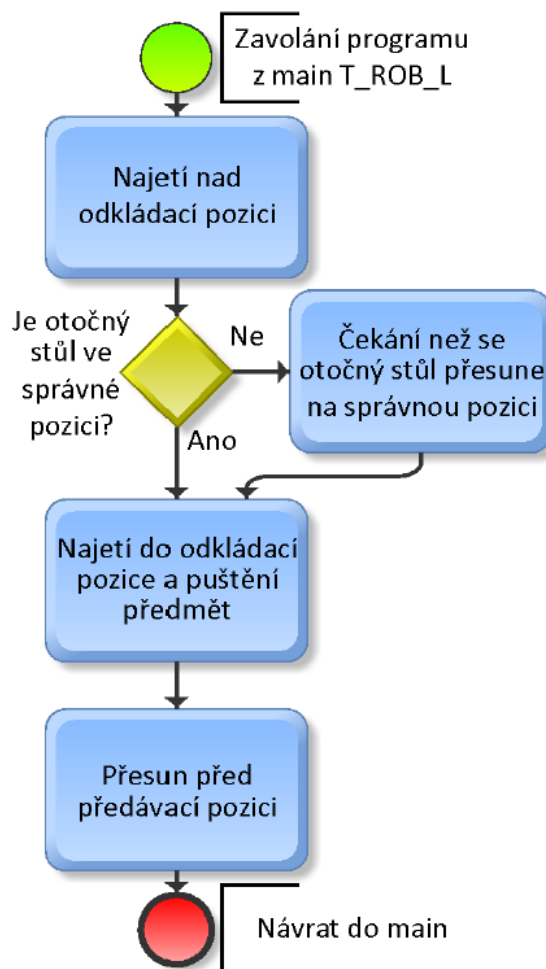 Zavolání programu
z main T_ROB_L
Najetí nad
odkládací pozici
Je otočný
stůl ve
správné
pozici?
Ne
Čekání než se
otočný stůl přesune
na správnou pozici
Ano
Najetí do odkládací
pozice a puštění
předmět
Přesun před
předávací pozici
Návrat do main